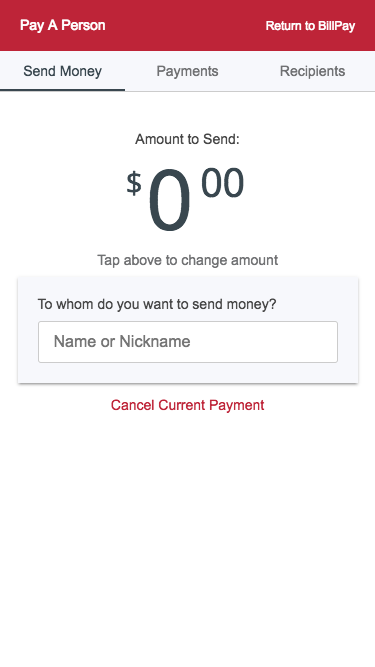 Pay A Person Return to BillPay
Send Money Payments Recipients
Amount to Send:
$0 00
Tap above to change amount
To whom do you want to send money?
Name or Nickname
Cancel Current Payment